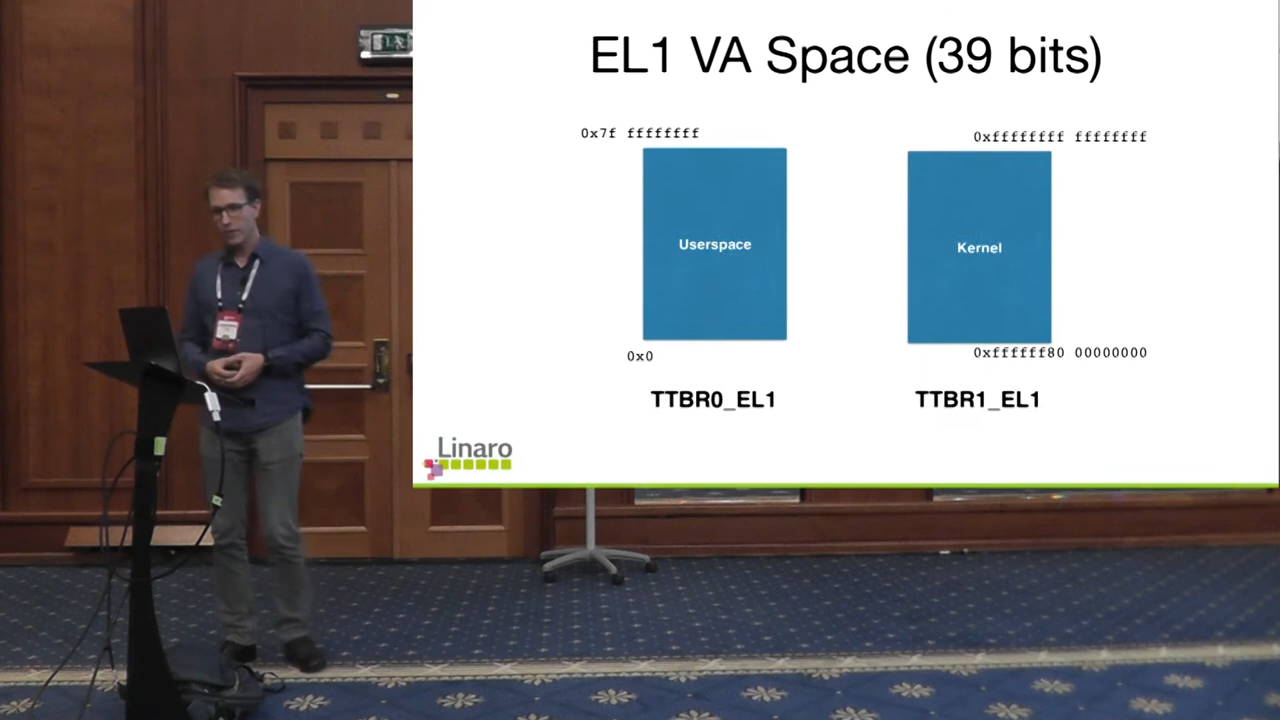 EL1 VA Space (39 bits)
0x7f ffffffff
0xffffffff ffffffff
Userspace
Kernel
0x0
0xffffff80 00000000
TTBR0_EL1
TTBR1_EL1
Linaro